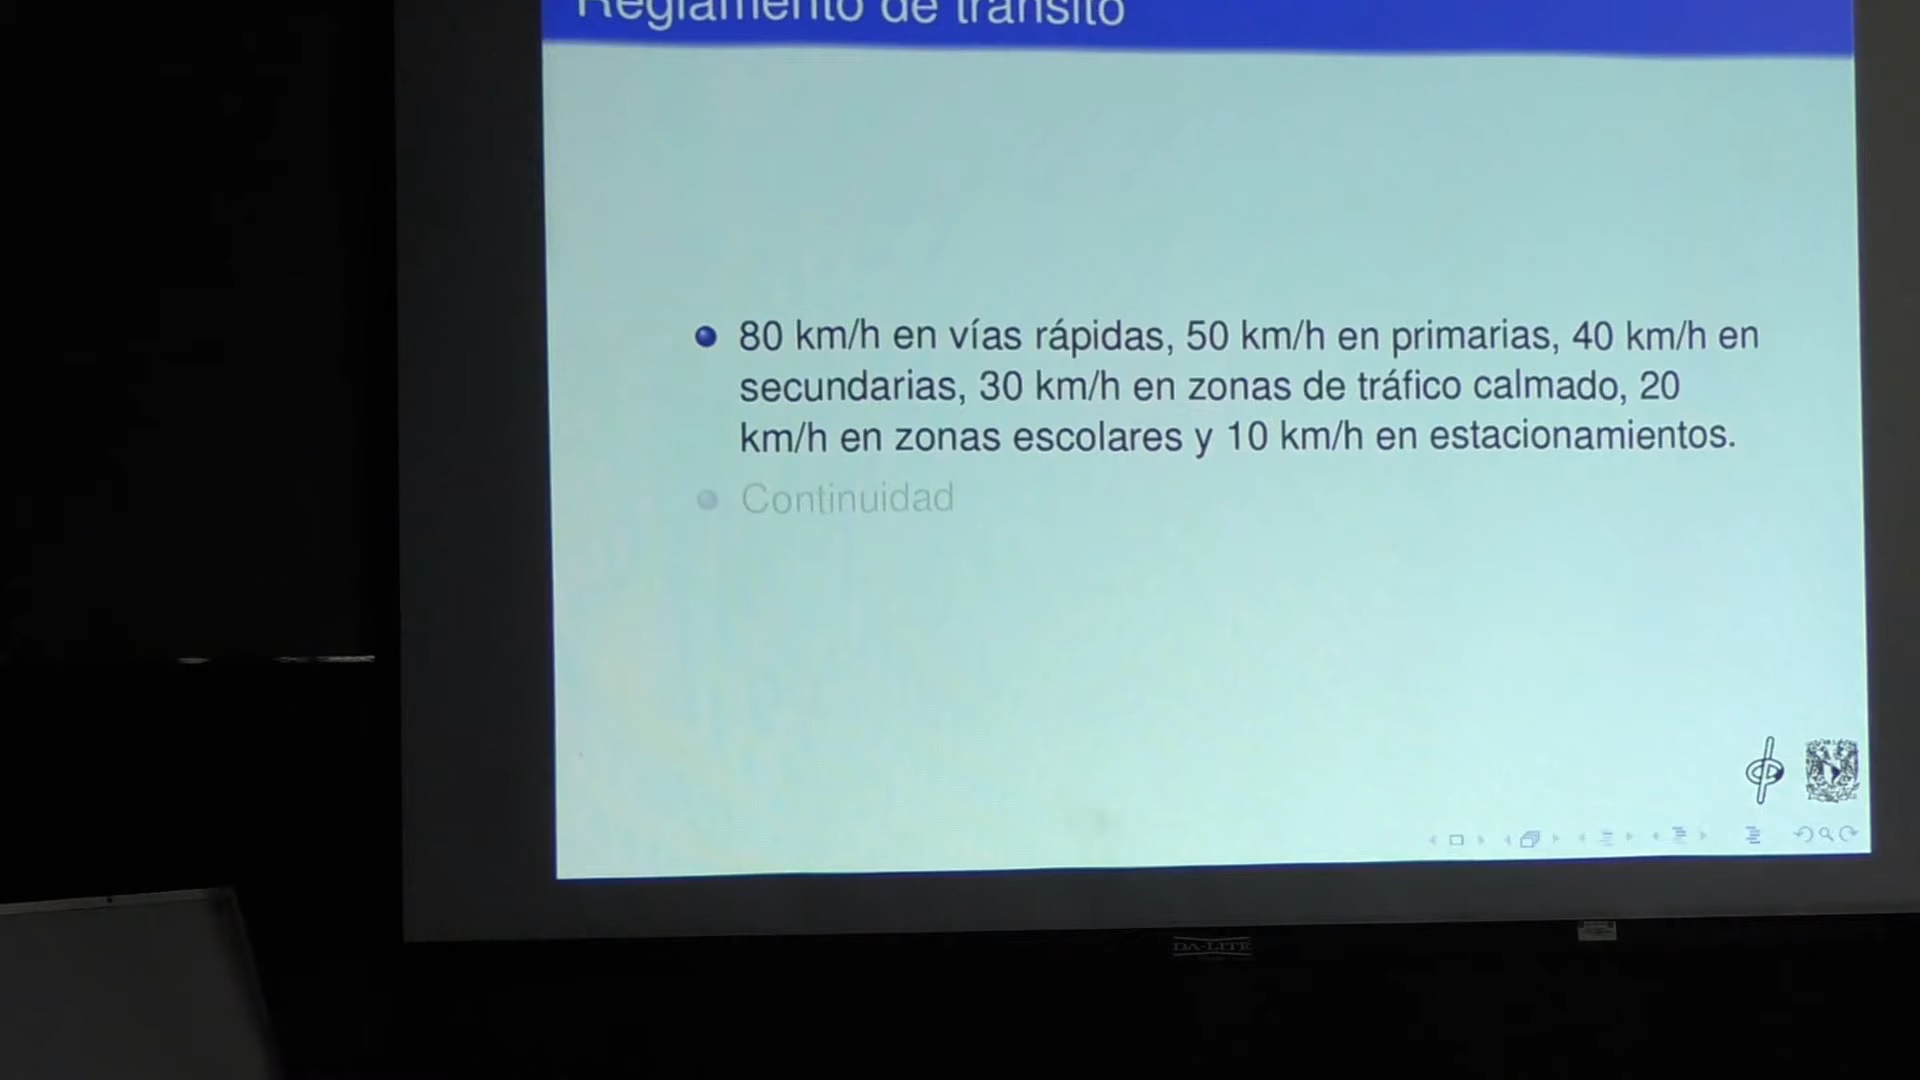 Reglamento de tránsito
80 km/h en vías rápidas, 50 km/h en primarias, 40 km/h en
secundarias, 30 km/h en zonas de tráfico calmado, 20
km/h en zonas escolares y 10 km/h en estacionamientos.
Continuidad
DA-LITE